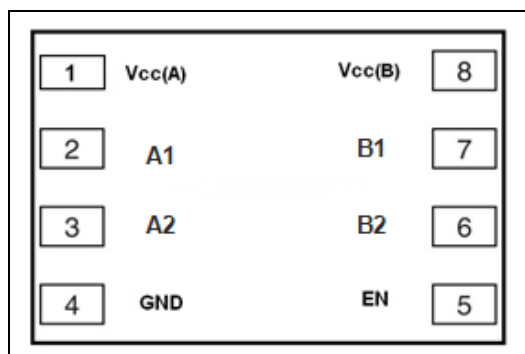 1 Vcc(A) Vcc(B) 8
2 A1 B1 7
3 A2 B2 6
4 GND EN 5